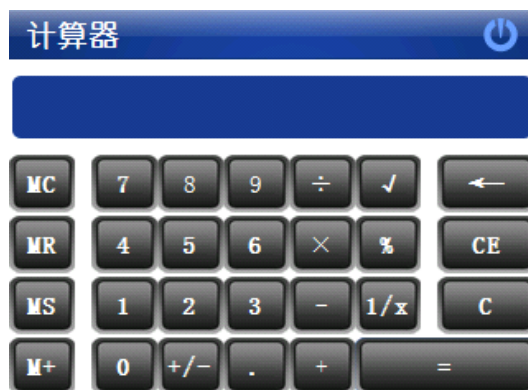 计算器
MC 7 8 9 ÷ √ ←
MR 4 5 6 × % CE
MS 1 2 3 - 1/x C
M+ 0 +/- . + =